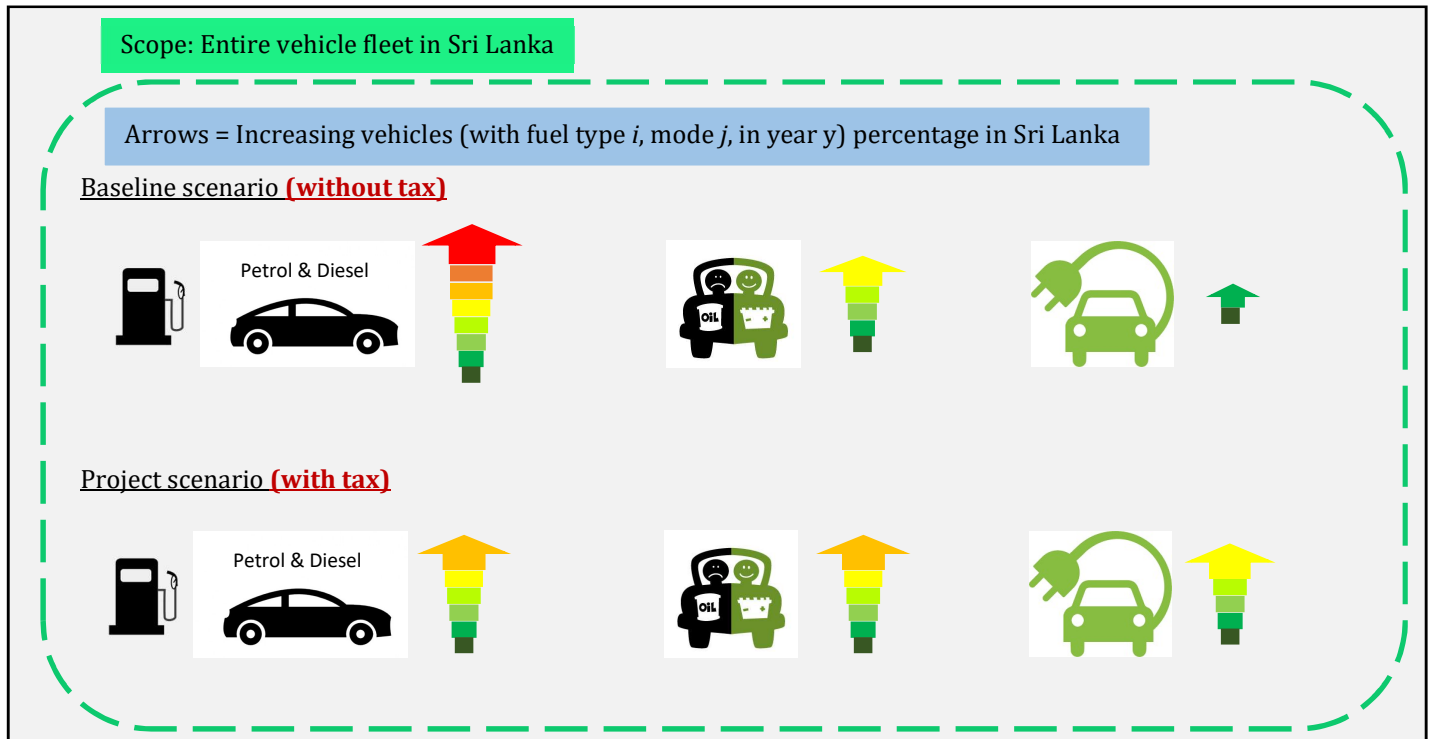 Scope: Entire vehicle fleet in Sri Lanka
Arrows = Increasing vehicles (with fuel type i, mode j, in year y) percentage in Sri Lanka
Baseline scenario (without tax)
Petrol & Diesel
OiL
Project scenario (with tax)
Petrol & Diesel
OiL